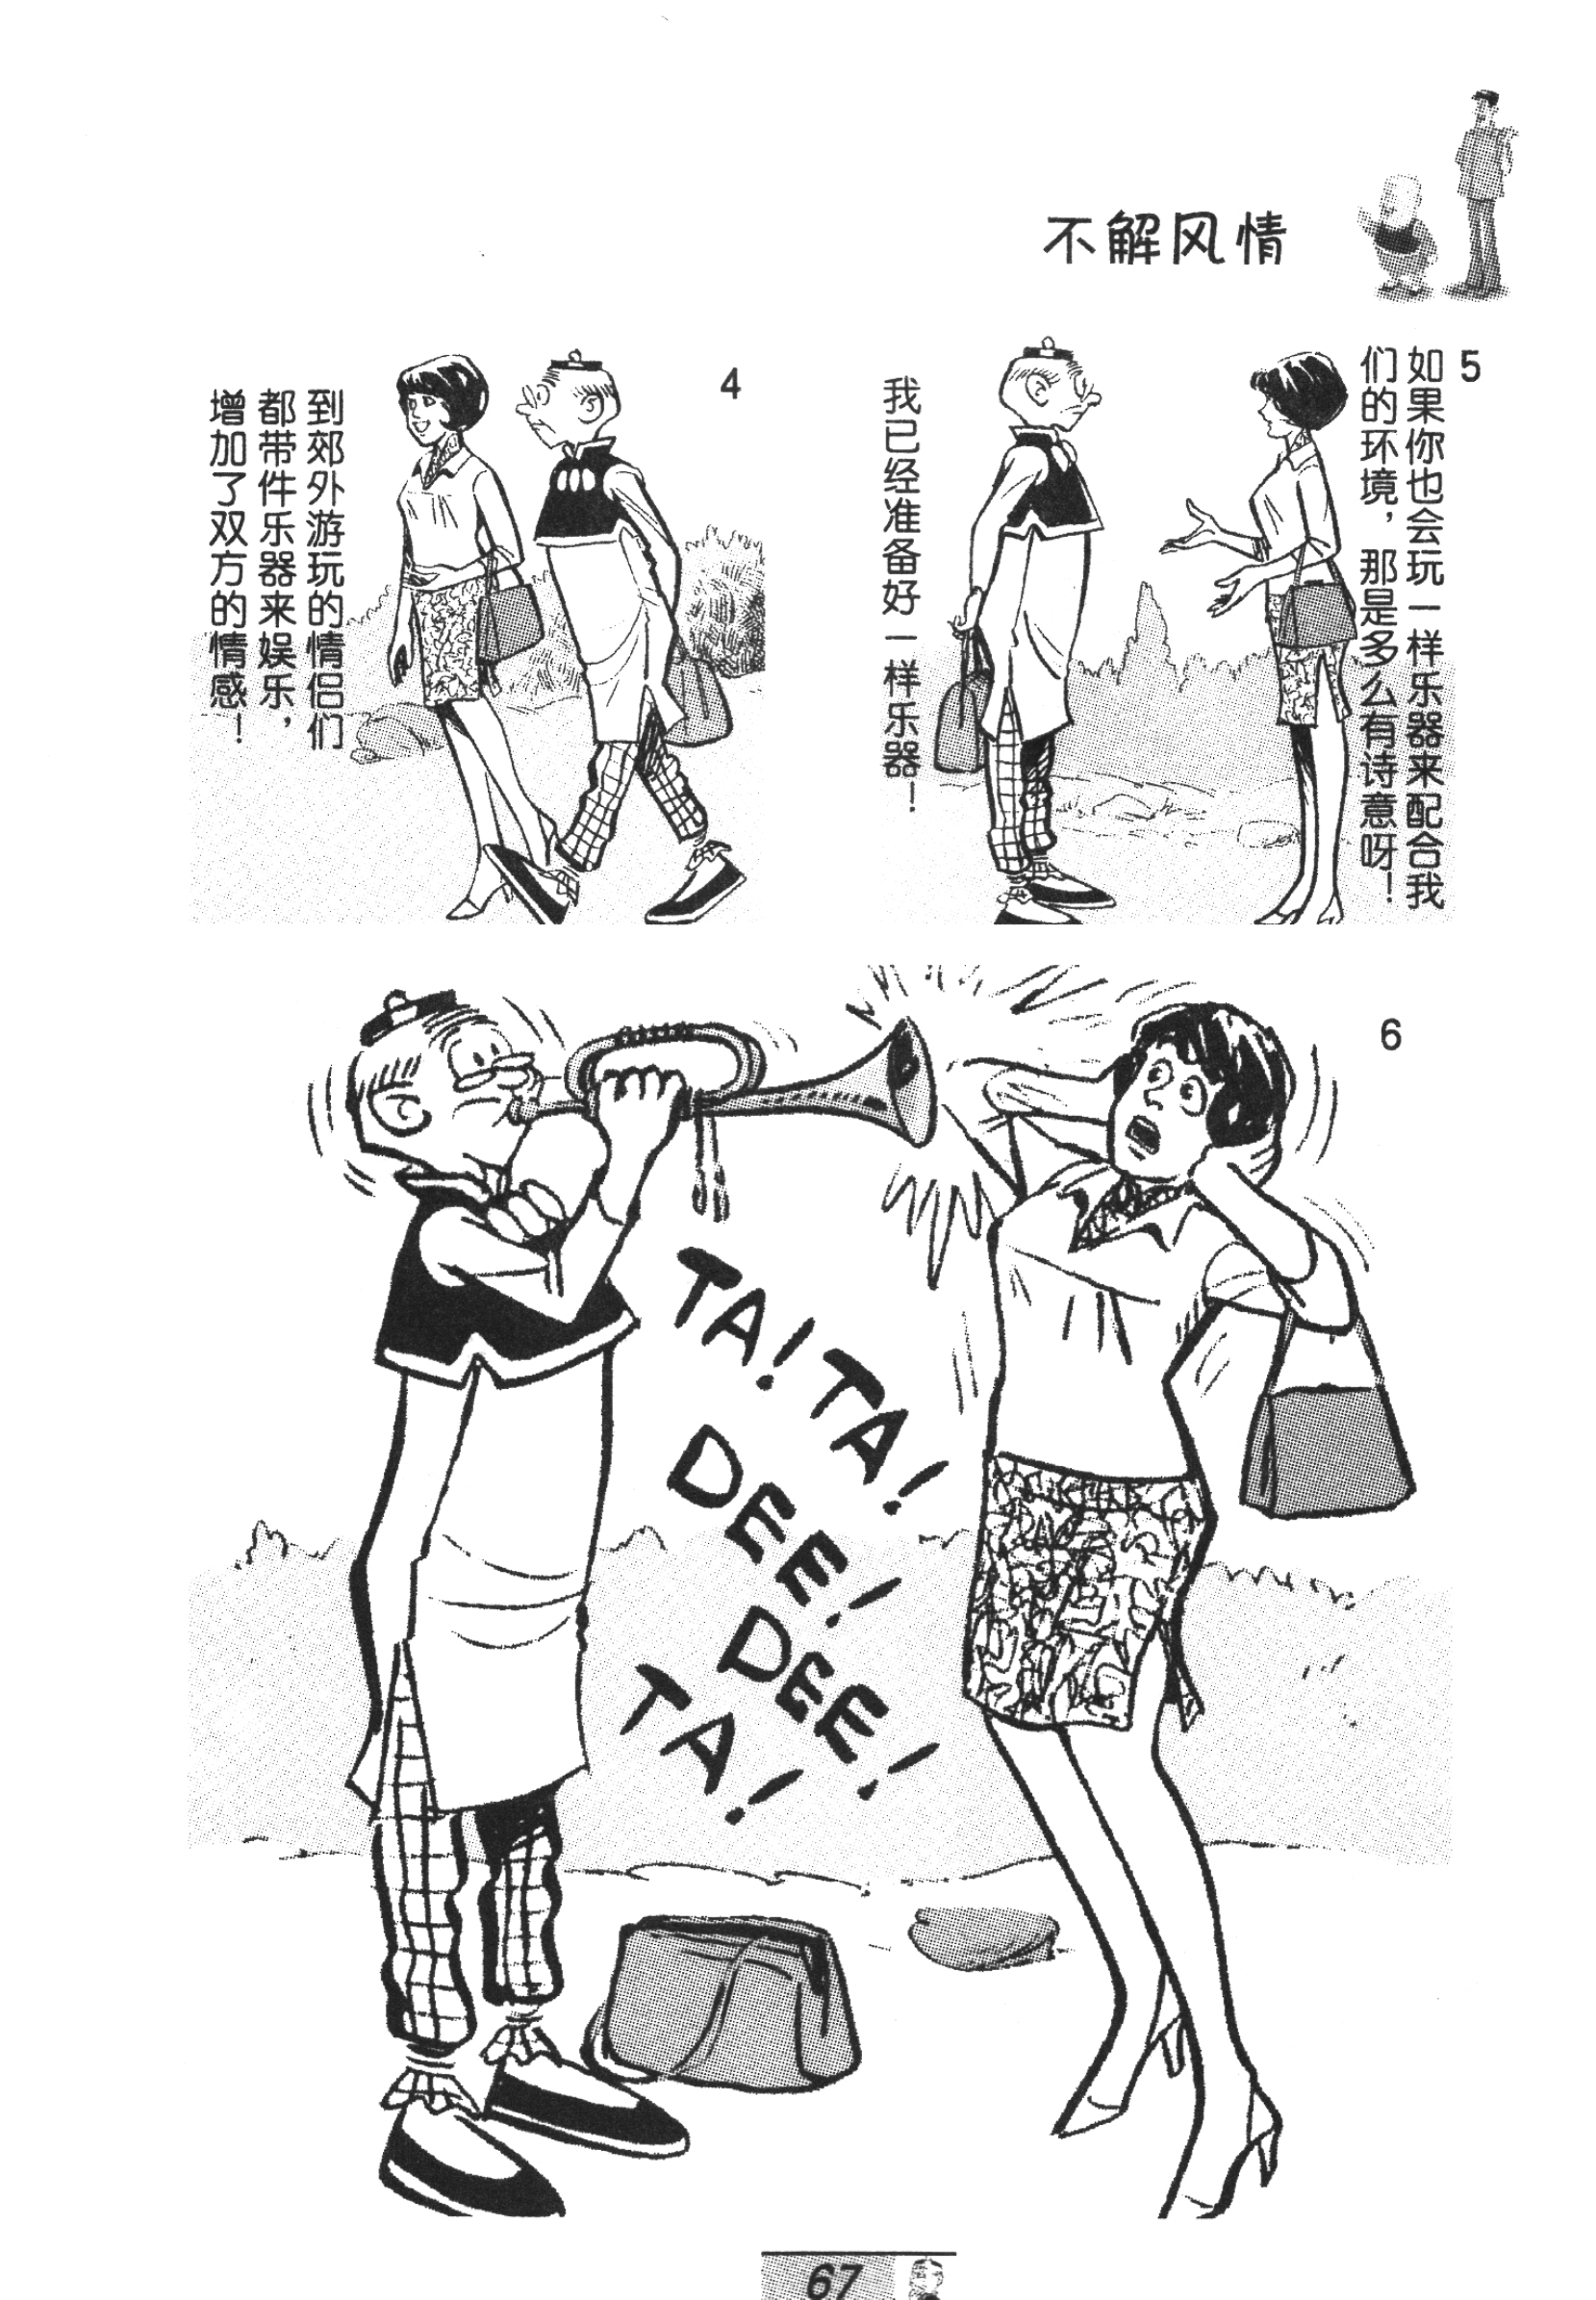 不解风情
4
到郊外游玩的情侣们
都带件乐器来娱乐，
增加了双方的情感！
5
如果你也会玩一样乐器来配合我
们的环境，那是多么有诗意呀！
我已经准备好一样乐器！
6
TA! TA!
DEE!
DEE!
TA!
67